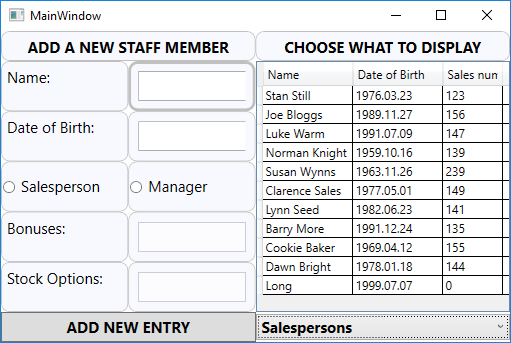 MainWindow
ADD A NEW STAFF MEMBER
CHOOSE WHAT TO DISPLAY
Name:
Date of Birth:
Salesperson Manager
Bonuses:
Stock Options:
ADD NEW ENTRY
Name Date of Birth Sales num
Stan Still 1976.03.23 123
Joe Bloggs 1989.11.27 156
Luke Warm 1991.07.09 147
Norman Knight 1959.10.16 139
Susan Wynns 1963.11.26 239
Clarence Sales 1977.05.01 149
Lynn Seed 1982.06.23 141
Barry More 1991.12.24 135
Cookie Baker 1969.04.12 155
Dawn Bright 1978.01.18 144
Long 1999.07.07 0
Salespersons